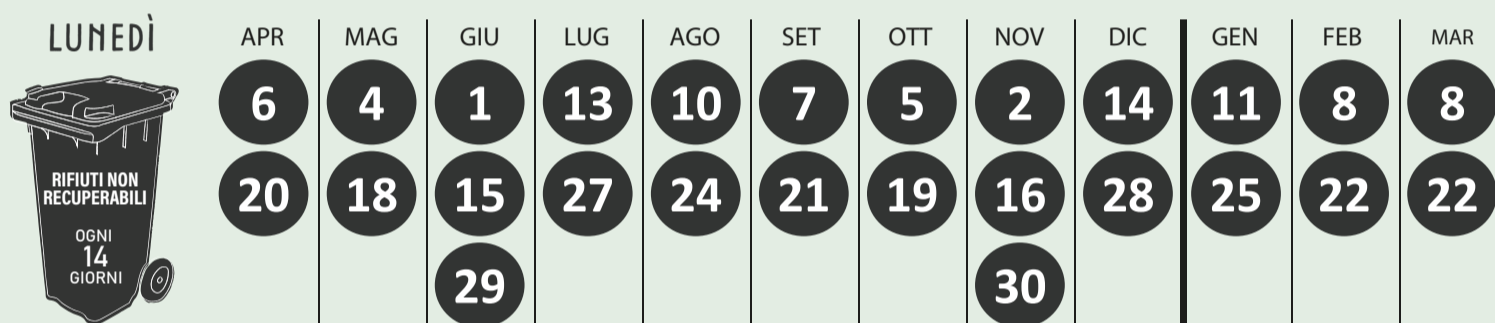 LUNEDÌ
RIFIUTI NON
RECUPERABILI
OGNI
14
GIORNI
APR MAG GIU LUG AGO SET OTT NOV DIC GEN FEB MAR
6 4 1 13 10 7 5 2 14 11 8 8
20 18 15 27 24 21 19 16 28 25 22 22
29 30